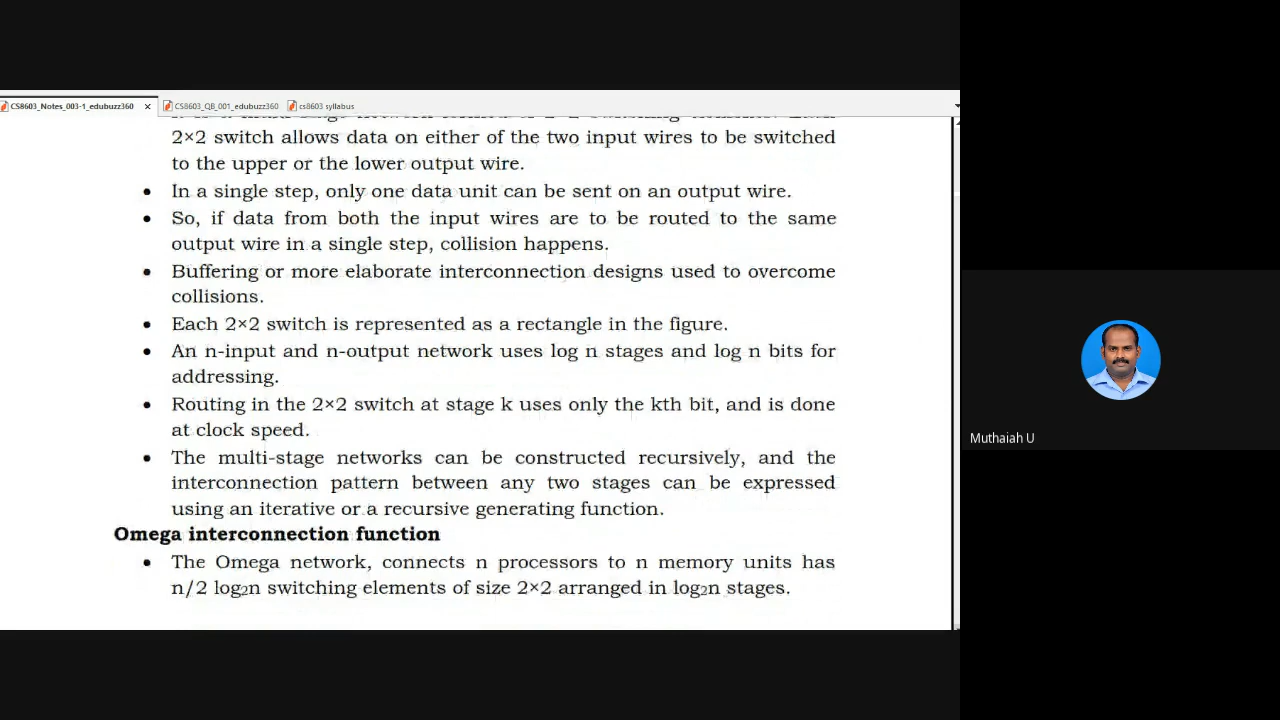 CS8603_Notes_003-1_edubuzz360 × CS8603_QB_001_edubuzz360 cs8603 syllabus
2×2 switch allows data on either of the two input wires to be switched
to the upper or the lower output wire.
• In a single step, only one data unit can be sent on an output wire.
• So, if data from both the input wires are to be routed to the same
output wire in a single step, collision happens.
• Buffering or more elaborate interconnection designs used to overcome
collisions.
• Each 2×2 switch is represented as a rectangle in the figure.
• An n-input and n-output network uses log n stages and log n bits for
addressing.
• Routing in the 2×2 switch at stage k uses only the kth bit, and is done
at clock speed.
• The multi-stage networks can be constructed recursively, and the
interconnection pattern between any two stages can be expressed
using an iterative or a recursive generating function.
Omega interconnection function
• The Omega network, connects n processors to n memory units has
n/2 log₂n switching elements of size 2×2 arranged in log₂n stages.
Muthaiah U